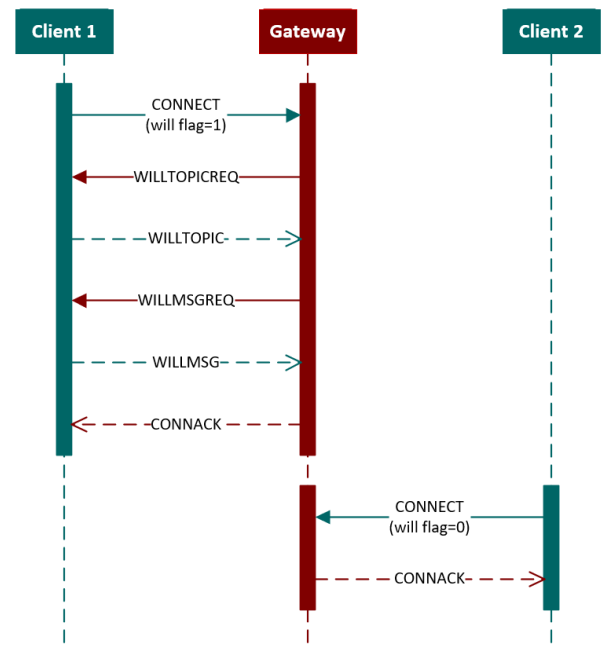 Client 1
Gateway
Client 2
CONNECT
(will flag=1)
WILLTOPICREQ
WILLTOPIC
WILLMSGREQ
WILLMSG
CONNACK
CONNECT
(will flag=0)
CONNACK